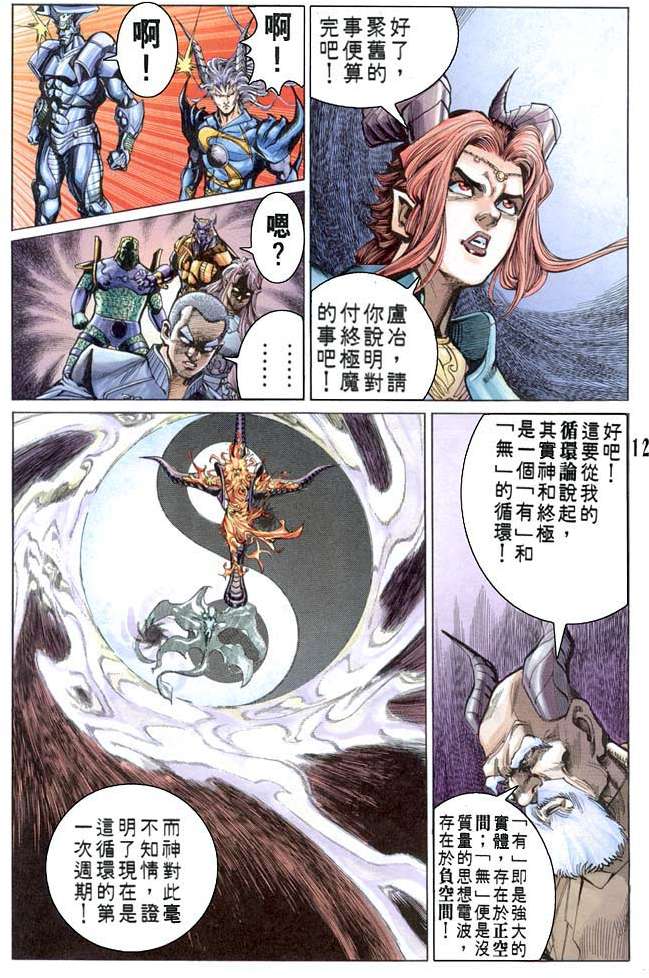 好了，
聚舊的
事便算
完吧！
盧冶，請
你說明對
付終極魔
的事吧！
啊！
啊！
嗯？
⋯⋯
好吧！
這要從我的
循環論說起，
其實神和終極
是一個「有」和
「無」的循環！
「有」即是強大的
實體，存在於正空
間；「無」便是沒
質量的思想電波，
存在於負空間！
而神對此毫
不知情，證
明了現在是
這循環的第
一次週期！
12